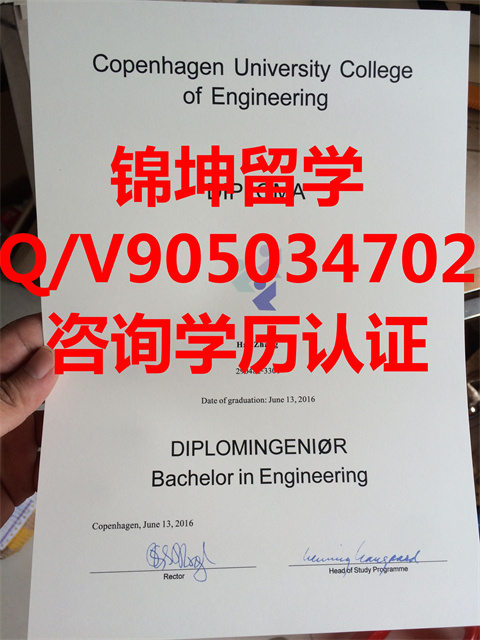 Copenhagen University College
of Engineering
锦坤留学
DIPLOMA
Q/V905034702
咨询学历认证
Date of graduation: June 13, 2016
DIPLOMINGENIØR
Bachelor in Engineering
Copenhagen, June 13, 2016
Rector
Head of Study Programme